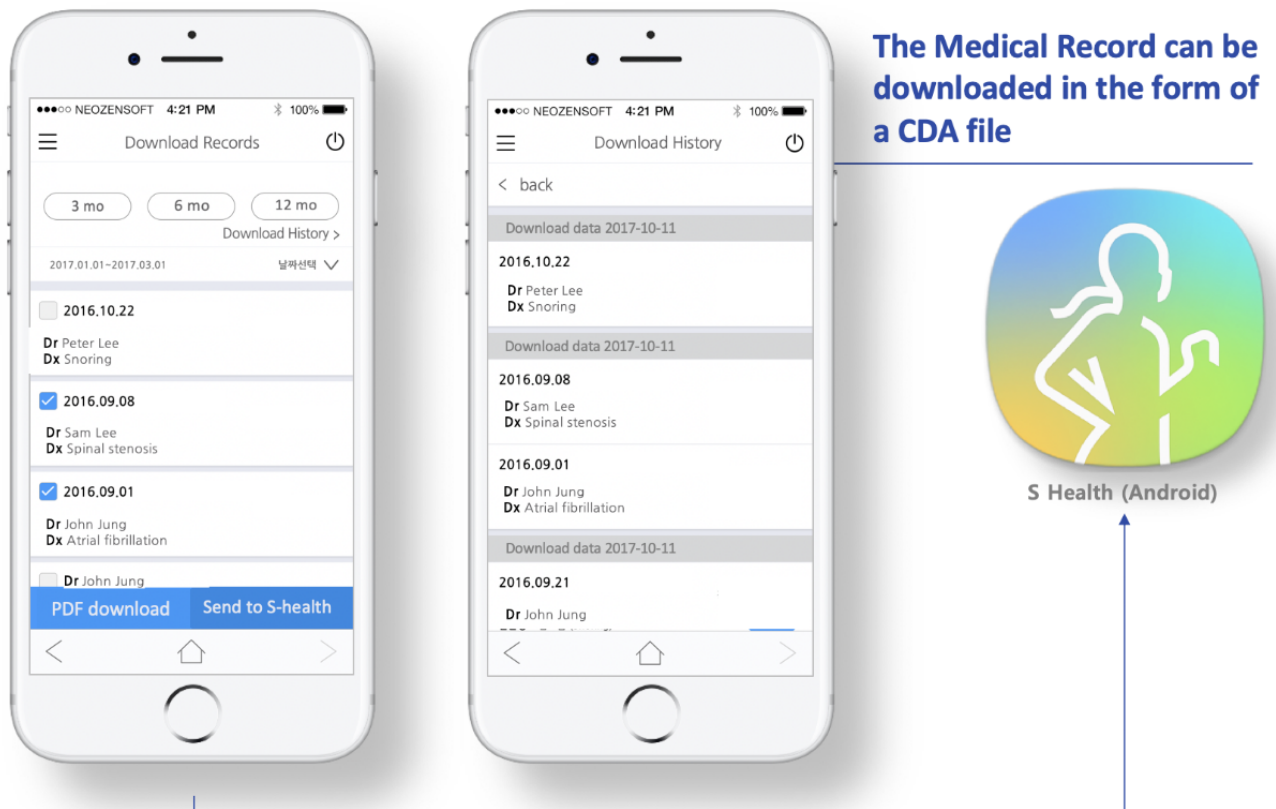 ●●●○○ NEOZENSOFT 4:21 PM 100%
Download Records
3 mo 6 mo 12 mo
Download History >
2017.01.01~2017.03.01 날짜선택
2016.10.22
Dr Peter Lee
Dx Snoring
2016.09.08
Dr Sam Lee
Dx Spinal stenosis
2016.09.01
Dr John Jung
Dx Atrial fibrillation
Dr John Jung
PDF download Send to S-health
●●●○○ NEOZENSOFT 4:21 PM 100%
Download History
< back
Download data 2017-10-11
2016.10.22
Dr Peter Lee
Dx Snoring
Download data 2017-10-11
2016.09.08
Dr Sam Lee
Dx Spinal stenosis
2016.09.01
Dr John Jung
Dx Atrial fibrillation
Download data 2017-10-11
2016.09.21
Dr John Jung
The Medical Record can be
downloaded in the form of
a CDA file
S Health (Android)